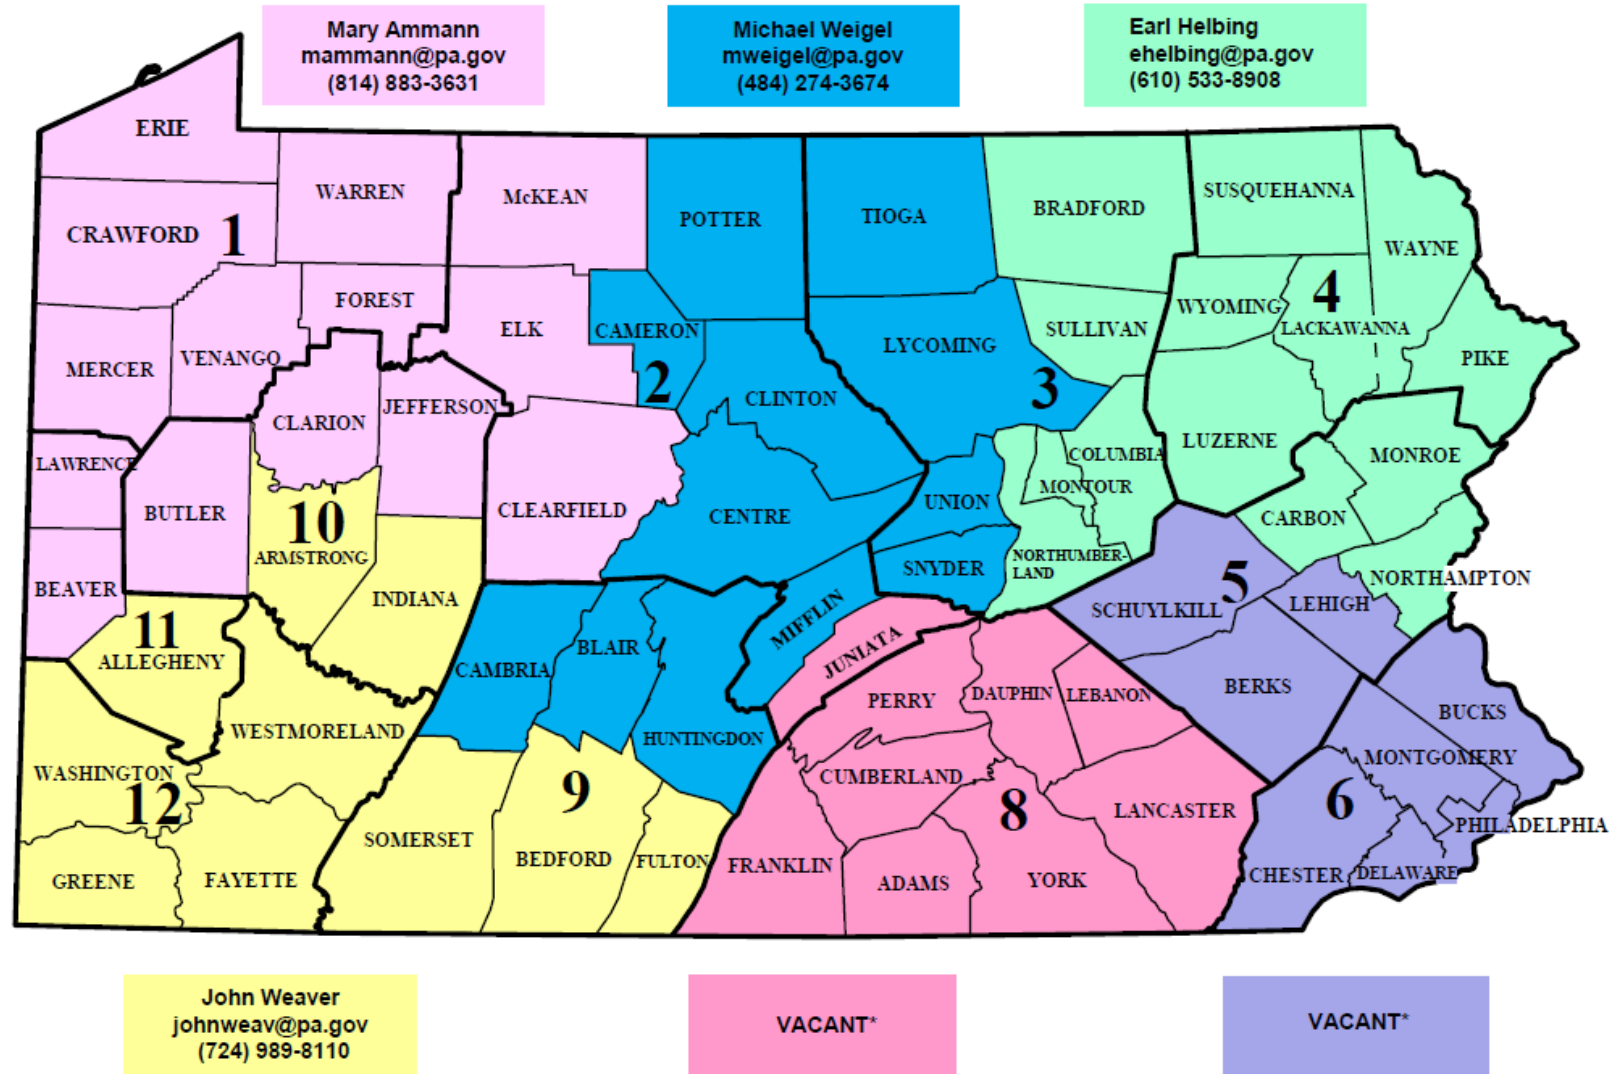 Mary Ammann
mammann@pa.gov
(814) 883-3631
Michael Weigel
mweigel@pa.gov
(484) 274-3674
Earl Helbing
ehelbing@pa.gov
(610) 533-8908
ERIE
WARREN
McKEAN
POTTER
TIOGA
BRADFORD
SUSQUEHANNA
WAYNE
CRAWFORD
1
FOREST
ELK
CAMERON
2
LYCOMING
3
SULLIVAN
WYOMING
4
LACKAWANNA
PIKE
MERCER
VENANGO
CLARION
JEFFERSON
CLINTON
LUZERNE
MONROE
LAWRENCE
BUTLER
10
ARMSTRONG
CLEARFIELD
CENTRE
UNION
COLUMBIA
MONTOUR
CARBON
BEAVER
INDIANA
SNYDER
NORTHUMBER-
LAND
5
SCHUYLKILL
LEHIGH
NORTHAMPTON
11
ALLEGHENY
CAMBRIA
BLAIR
MIFFLIN
JUNIATA
PERRY
DAUPHIN
LEBANON
BERKS
BUCKS
WESTMORELAND
HUNTINGDON
WASHINGTON
12
9
CUMBERLAND
8
LANCASTER
MONTGOMERY
6
PHILADELPHIA
SOMERSET
BEDFORD
FULTON
FRANKLIN
ADAMS
YORK
CHESTER
DELAWARE
GREENE
FAYETTE
John Weaver
johnweav@pa.gov
(724) 989-8110
VACANT*
VACANT*